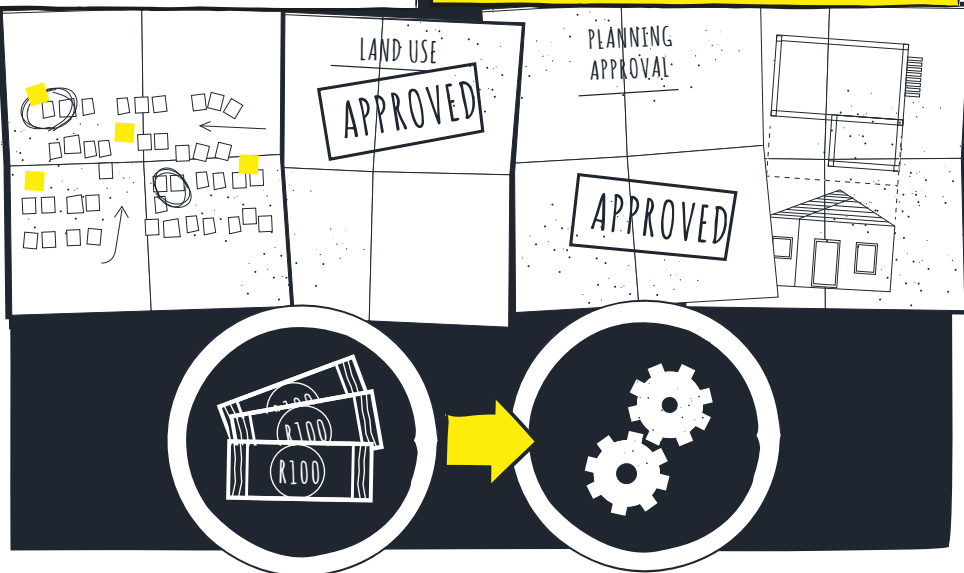 LAND USE
APPROVED
PLANNING
APPROVAL
APPROVED
R100
R100
R100